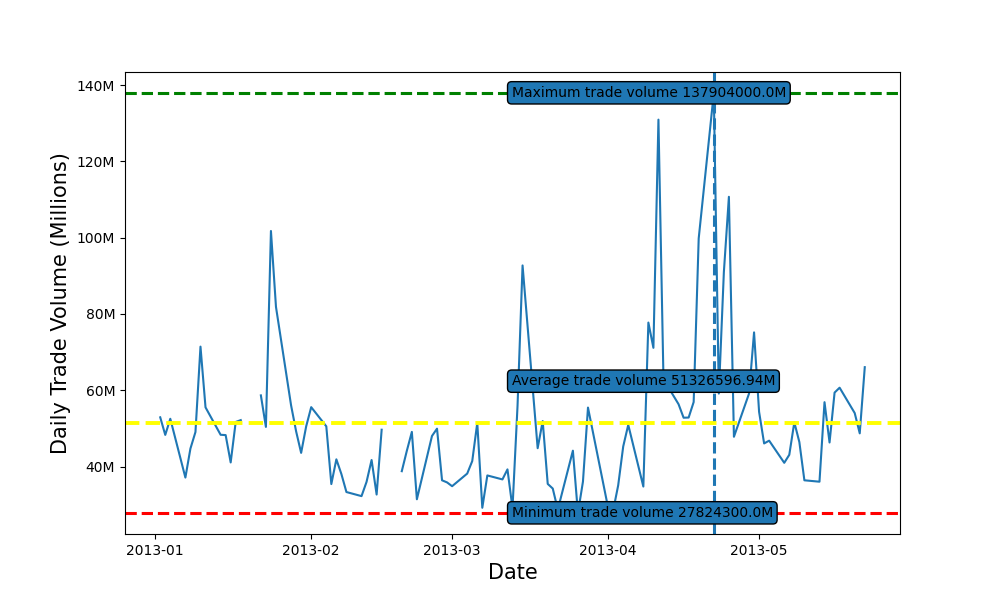 140M
120M
100M
80M
60M
40M
Daily Trade Volume (Millions)
Maximum trade volume 137904000.0M
Average trade volume 51326596.94M
Minimum trade volume 27824300.0M
2013-01
2013-02
2013-03
2013-04
2013-05
Date